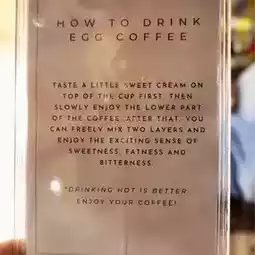 HOW TO DRINK
EGG COFFEE
TASTE A LITTLE SWEET CREAM ON
TOP OF THE CUP FIRST. THEN
SLOWLY ENJOY THE LOWER PART
OF THE COFFEE. AFTER THAT, YOU
CAN FREELY MIX TWO LAYERS AND
ENJOY THE EXCITING SENSE OF
SWEETNESS, FATNESS AND
BITTERNESS.
*DRINKING HOT IS BETTER.
ENJOY YOUR COFFEE!